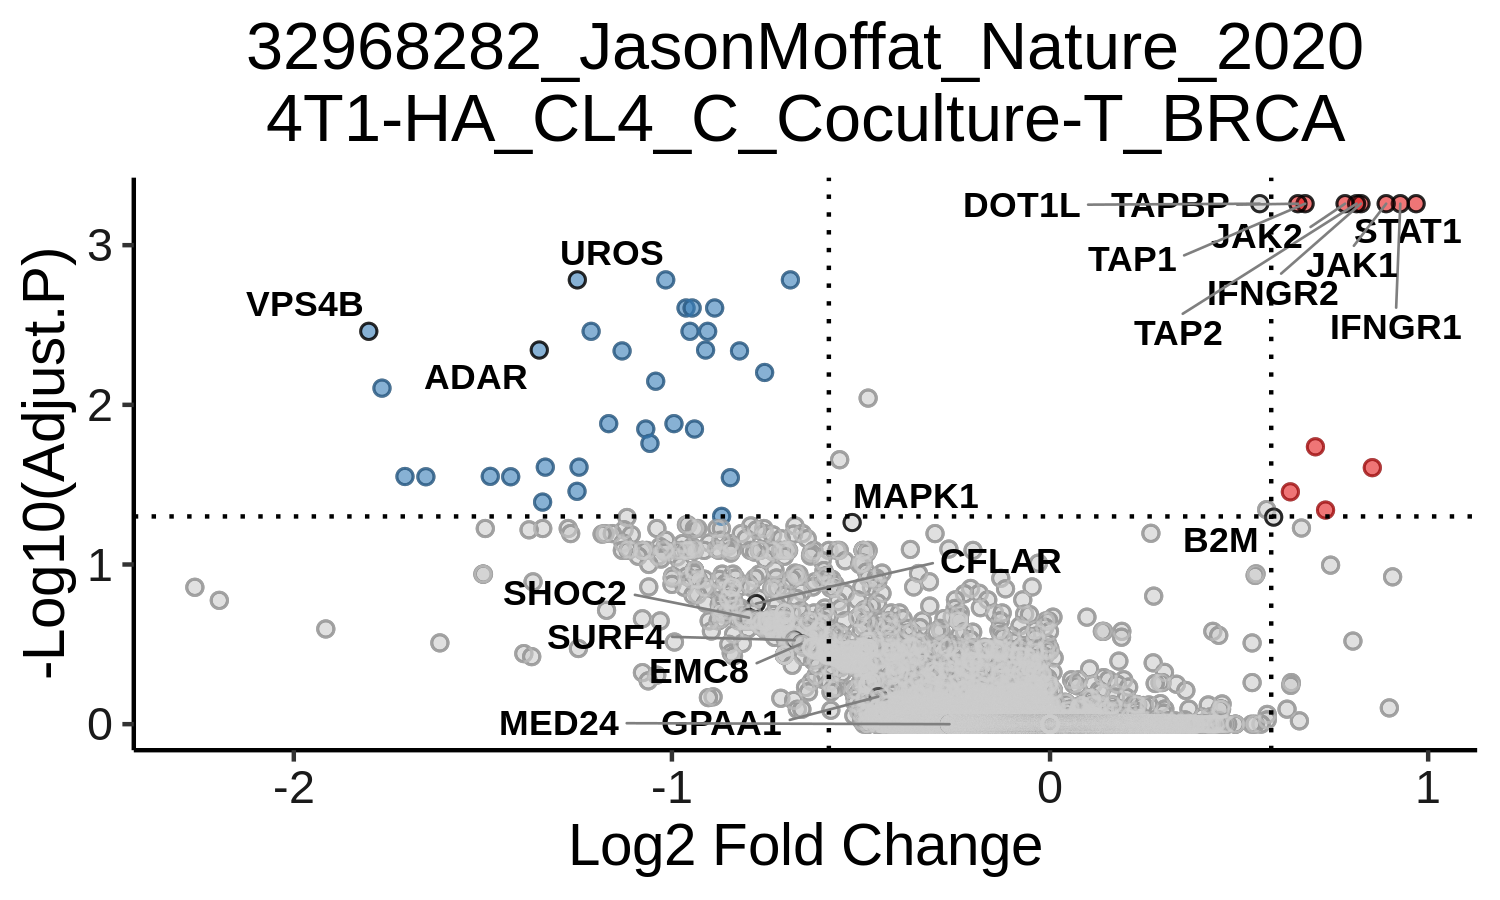 32968282_JasonMoffat_Nature_2020
4T1-HA_CL4_C_Coculture-T_BRCA
-Log10(Adjust.P)
3
2
1
0
DOT1L
TAPBP
JAK2
STAT1
TAP1
JAK1
IFNGR2
TAP2
IFNGR1
UROS
VPS4B
ADAR
MAPK1
B2M
CFLAR
SHOC2
SURF4
EMC8
MED24
GPAA1
-2
-1
0
1
Log2 Fold Change